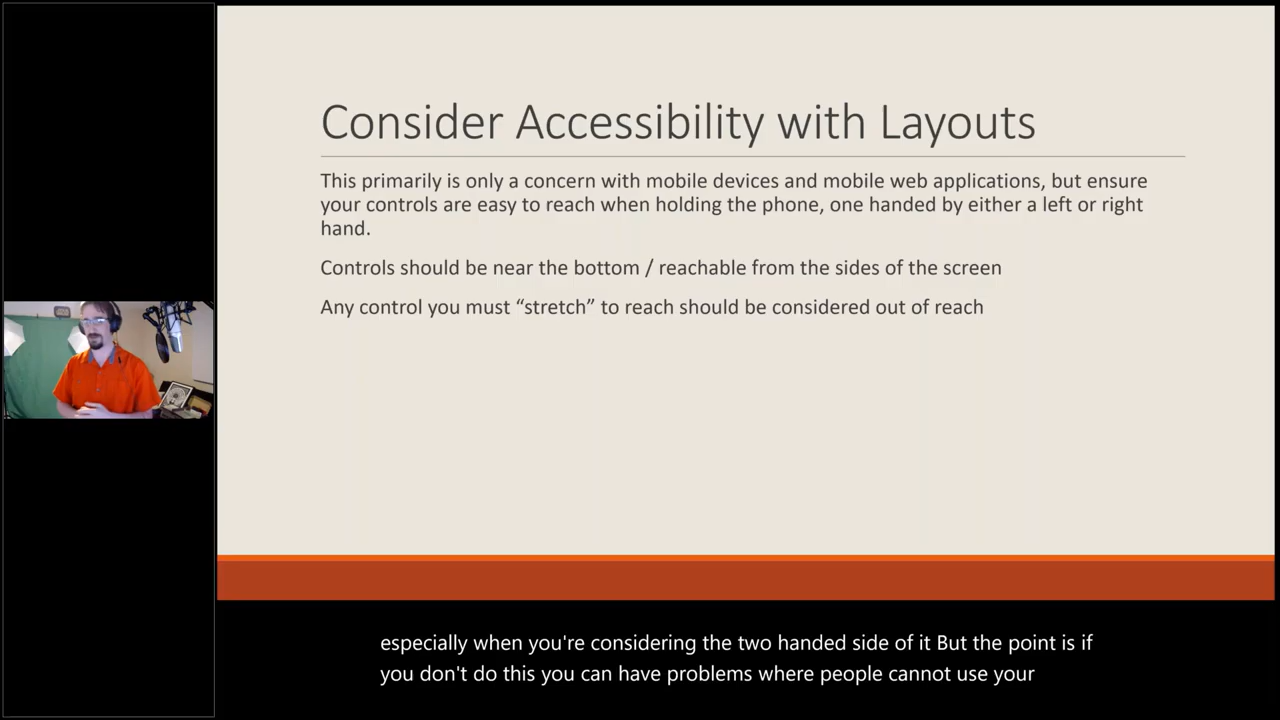 Consider Accessibility with Layouts
This primarily is only a concern with mobile devices and mobile web applications, but ensure
your controls are easy to reach when holding the phone, one handed by either a left or right
hand.
Controls should be near the bottom / reachable from the sides of the screen
Any control you must “stretch” to reach should be considered out of reach
especially when you're considering the two handed side of it But the point is if
you don't do this you can have problems where people cannot use your